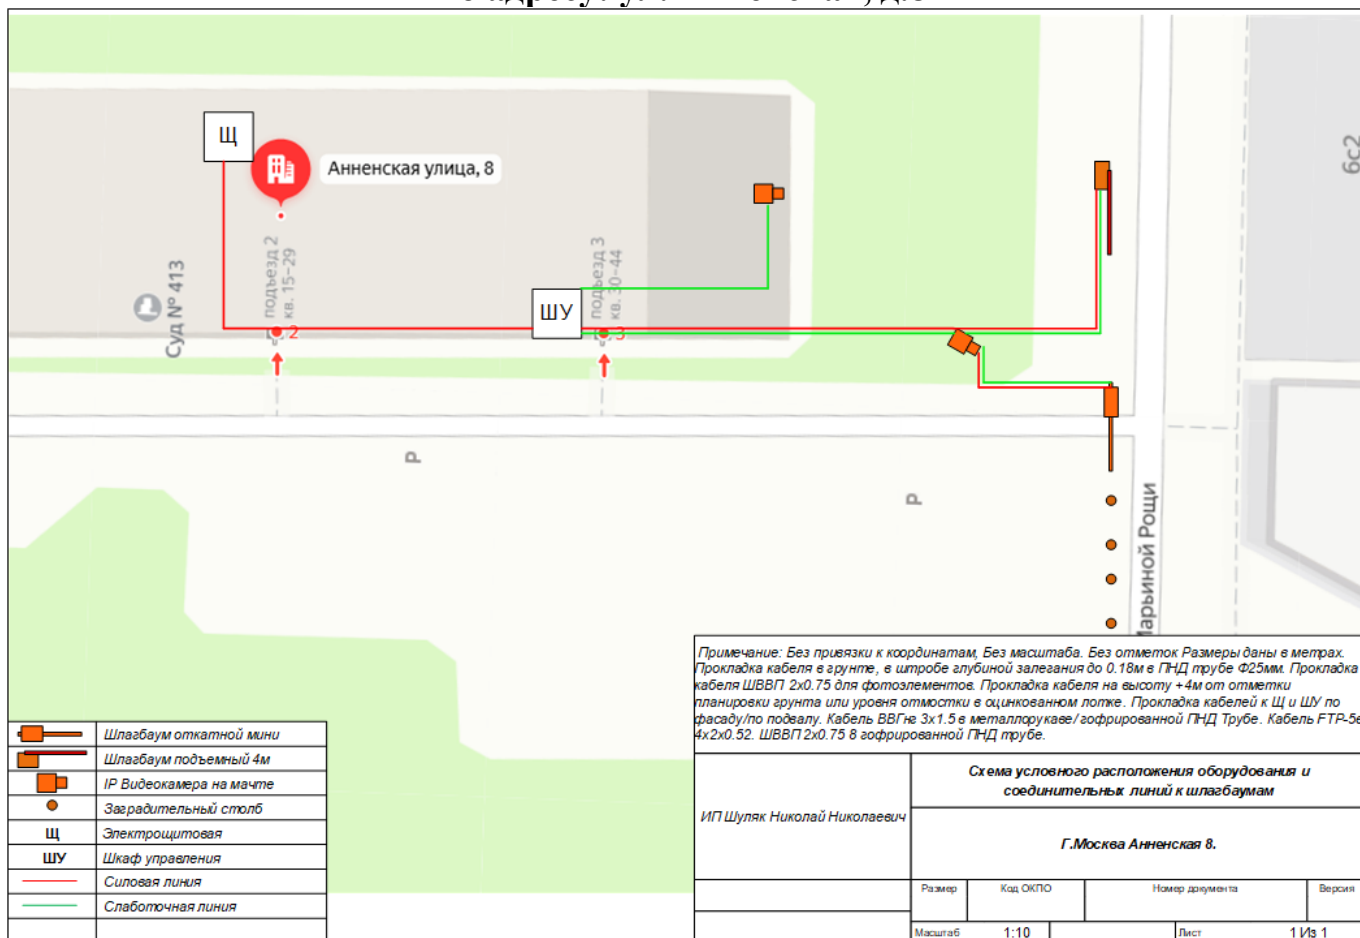 Щ
Анненская улица, 8
6с2
Суд № 413
подъезд 2
кв. 15–29
подъезд 3
кв. 30–44
ШУ
2
3
P
P
Марьиной Рощи
Примечание: Без привязки к координатам, Без масштаба. Без отметок Размеры даны в метрах.
Прокладка кабеля в грунте, в штробе глубиной залегания до 0.18м в ПНД трубе Ф25мм. Прокладка
кабеля ШВВП 2х0.75 для фотоэлементов. Прокладка кабеля на высоту +4м от отметки
планировки грунта или уровня отмостки в оцинкованном лотке. Прокладка кабелей к Щ и ШУ по
фасаду/по подвалу. Кабель ВВГнг 3х1.5 в металлорукаве/гофрированной ПНД Трубе. Кабель FTP-5e
4х2х0.52. ШВВП 2х0.75 8 гофрированной ПНД трубе.
Шлагбаум откатной мини
Шлагбаум подъемный 4м
IP Видеокамера на мачте
Заградительный столб
Щ Электрощитовая
ШУ Шкаф управления
Силовая линия
Слаботочная линия
ИП Шуляк Николай Николаевич
Схема условного расположения оборудования и
соединительных линий к шлагбаумам
Г.Москва Анненская 8.
Размер Код ОКПО Номер документа Версия
Масштаб 1:10 Лист 1 Из 1